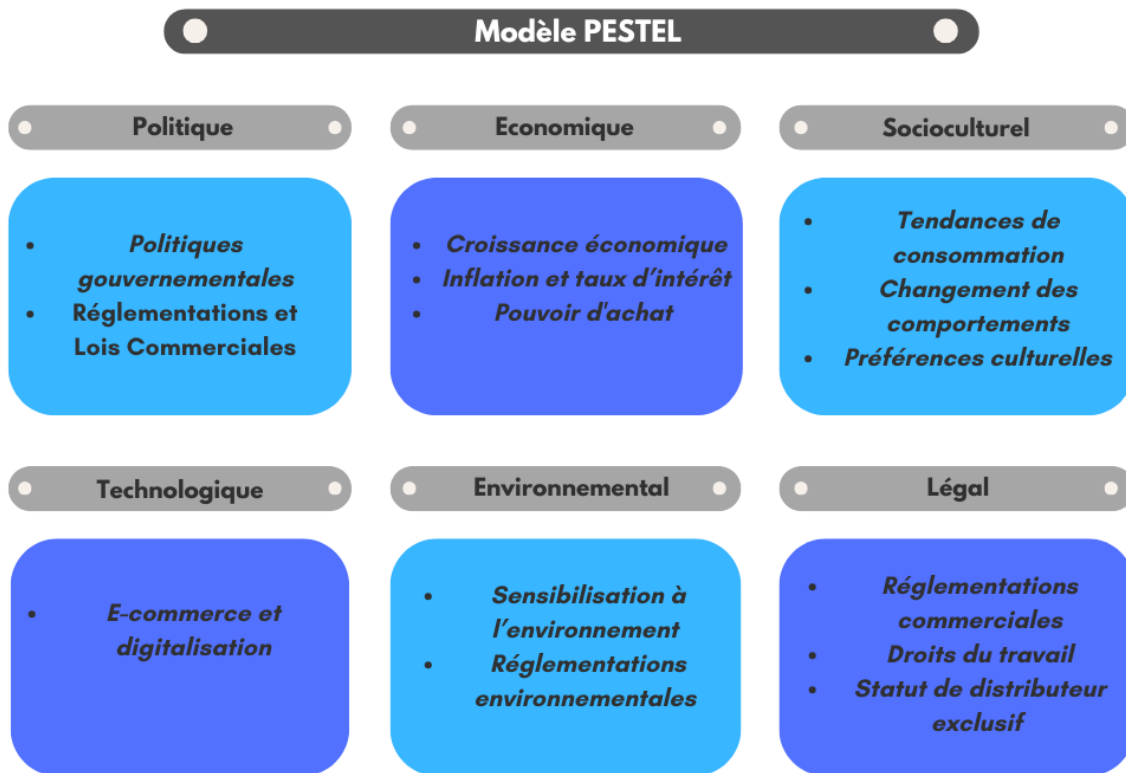 Modèle PESTEL
Politique
• Politiques
gouvernementales
• Réglementations et
Lois Commerciales
Economique
• Croissance économique
• Inflation et taux d’intérêt
• Pouvoir d'achat
Socioculturel
• Tendances de
consommation
• Changement des
comportements
• Préférences culturelles
Technologique
• E-commerce et
digitalisation
Environnemental
• Sensibilisation à
l’environnement
• Réglementations
environnementales
Légal
• Réglementations
commerciales
• Droits du travail
• Statut de distributeur
exclusif